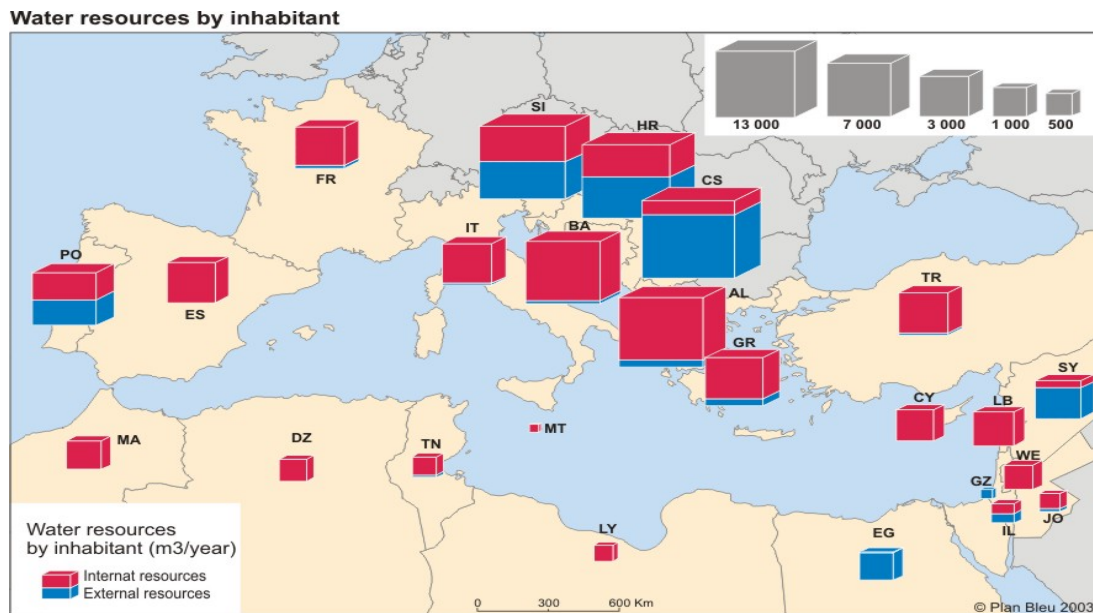 Water resources by inhabitant
13 000
7 000
3 000
1 000
500
SI
HR
FR
CS
IT
BA
PO
ES
TR
AL
GR
SY
CY
LB
MT
MA
DZ
TN
WE
GZ
JO
IL
LY
EG
Water resources
by inhabitant (m3/year)
Internat resources
External resources
0 300 600 Km
© Plan Bleu 2003